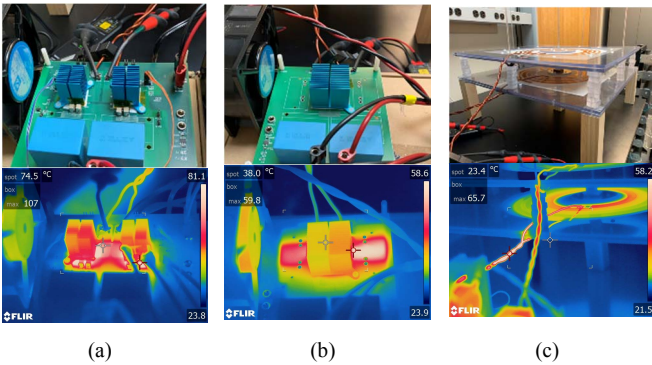 spot 74.5 °C
box
max 107
81.1
23.8
FLIR
spot 38.0 °C
box
max 59.8
58.6
23.9
FLIR
spot 23.4 °C
box
max 65.7
58.2
21.5
FLIR
(a)
(b)
(c)